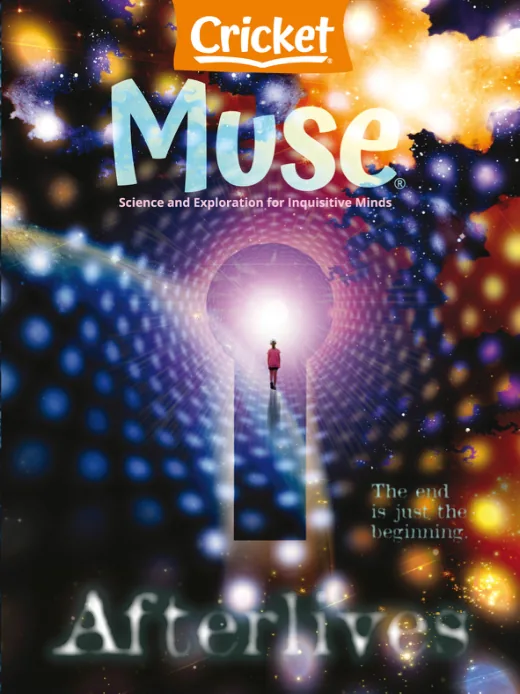 Cricket
Muse®
Science and Exploration for Inquisitive Minds
The end
is just the
beginning.
Afterlives